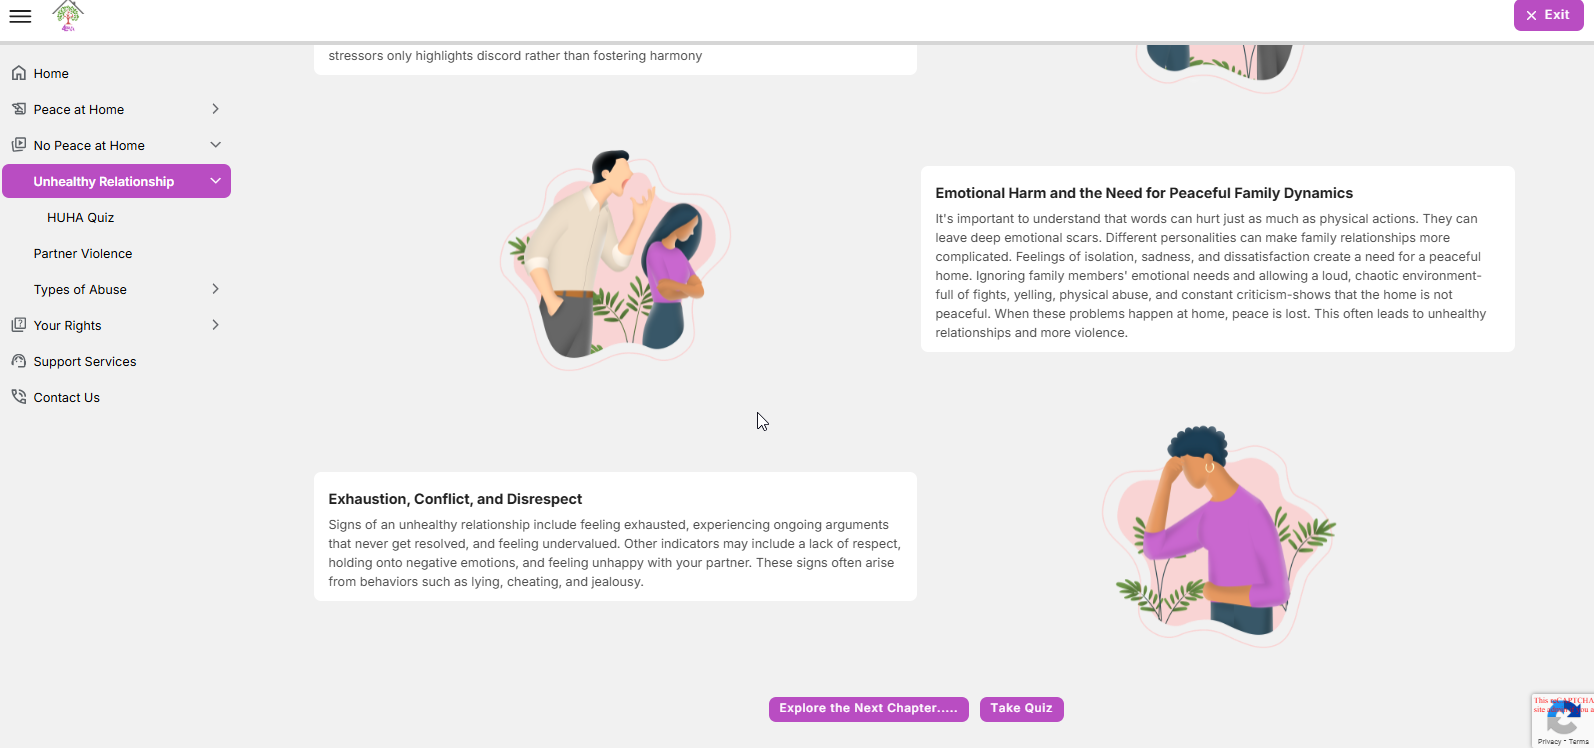 Exit
Home
Peace at Home
No Peace at Home
Unhealthy Relationship
HUHA Quiz
Partner Violence
Types of Abuse
Your Rights
Support Services
Contact Us
stressors only highlights discord rather than fostering harmony
Emotional Harm and the Need for Peaceful Family Dynamics
It's important to understand that words can hurt just as much as physical actions. They can
leave deep emotional scars. Different personalities can make family relationships more
complicated. Feelings of isolation, sadness, and dissatisfaction create a need for a peaceful
home. Ignoring family members' emotional needs and allowing a loud, chaotic environment-
full of fights, yelling, physical abuse, and constant criticism-shows that the home is not
peaceful. When these problems happen at home, peace is lost. This often leads to unhealthy
relationships and more violence.
Exhaustion, Conflict, and Disrespect
Signs of an unhealthy relationship include feeling exhausted, experiencing ongoing arguments
that never get resolved, and feeling undervalued. Other indicators may include a lack of respect,
holding onto negative emotions, and feeling unhappy with your partner. These signs often arise
from behaviors such as lying, cheating, and jealousy.
Explore the Next Chapter.....
Take Quiz
This
site
Privacy - Terms